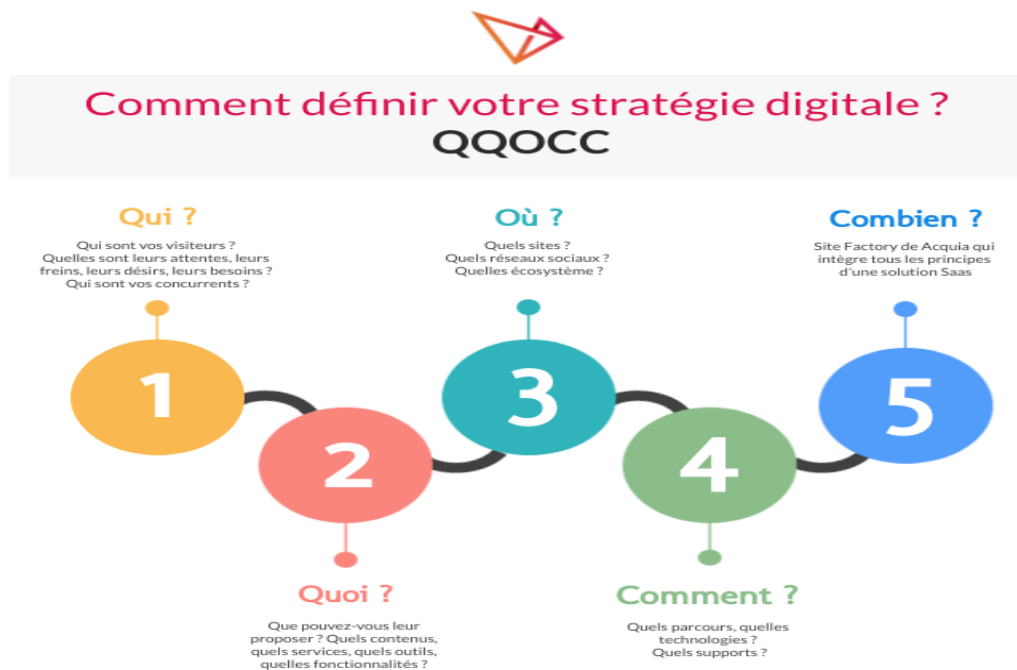 Comment définir votre stratégie digitale ?
QQOCC
Qui ?
Qui sont vos visiteurs ?
Quelles sont leurs attentes, leurs
freins, leurs désirs, leurs besoins ?
Qui sont vos concurrents ?
Où ?
Quels sites ?
Quels réseaux sociaux ?
Quelles écosystème ?
Combien ?
Site Factory de Acquia qui
intègre tous les principes
d'une solution Saas
1
2
3
4
5
Quoi ?
Que pouvez-vous leur
proposer ? Quels contenus,
quels services, quels outils,
quelles fonctionnalités ?
Comment ?
Quels parcours, quelles
technologies ?
Quels supports ?